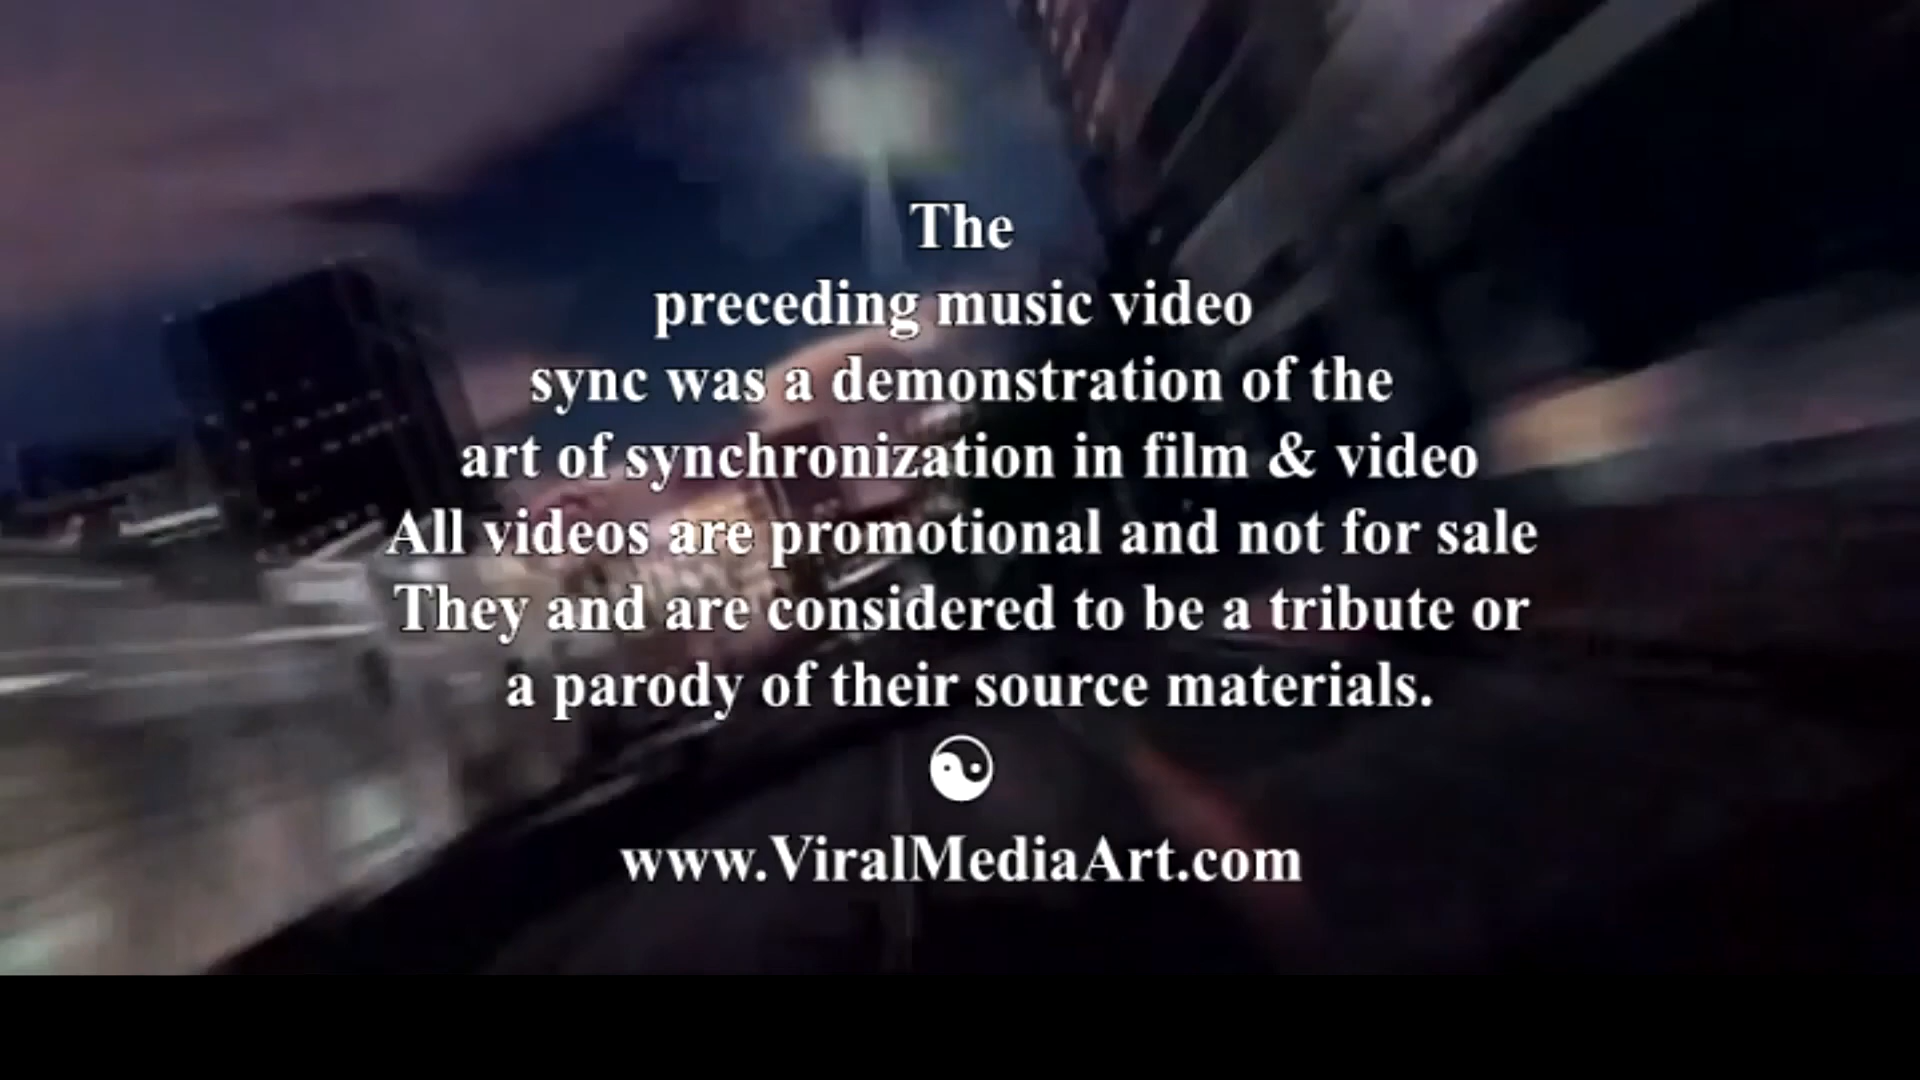 The
preceding music video
sync was a demonstration of the
art of synchronization in film & video
All videos are promotional and not for sale
They and are considered to be a tribute or
a parody of their source materials.
www.ViralMediaArt.com